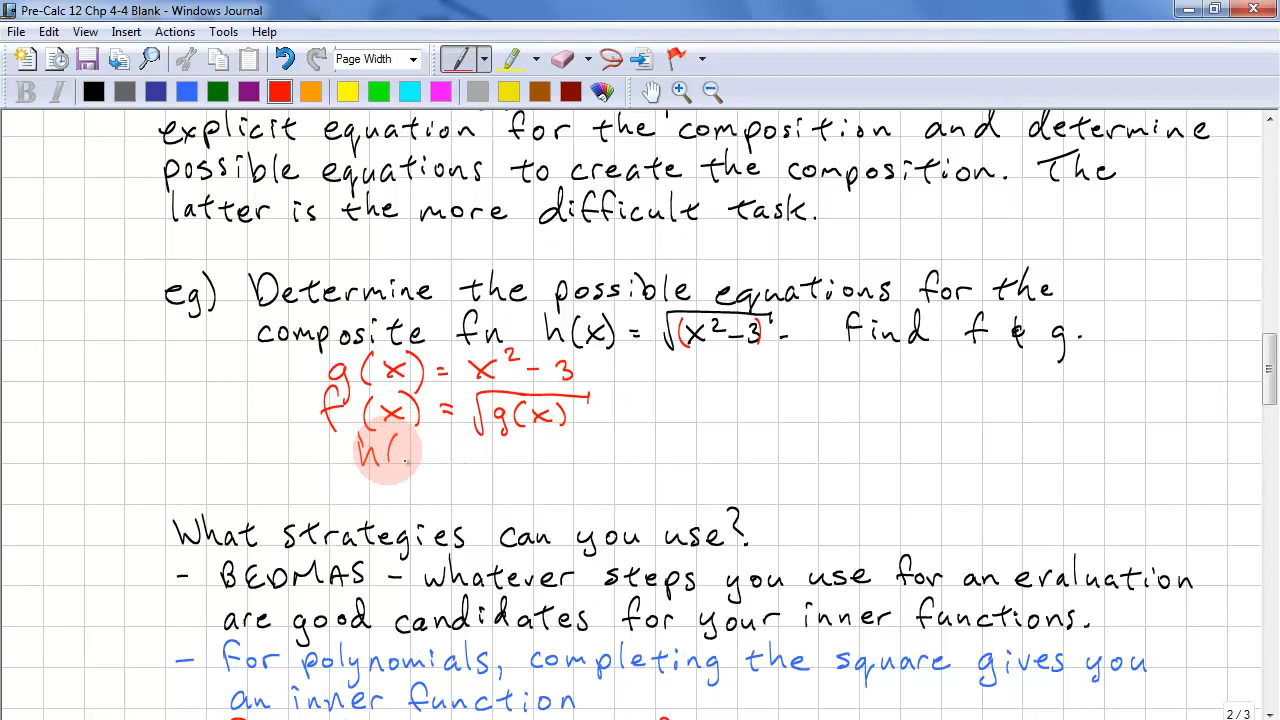 Pre-Calc 12 Chp 4-4 Blank - Windows Journal
File Edit View Insert Actions Tools Help
Page Width
B I
explicit equation for the composition and determine
possible equations to create the composition. The
latter is the more difficult task.
eg) Determine the possible equations for the
composite fn h(x) = √(x²-3) . find f & g.
g(x) = x² - 3
f(x) = √g(x)
h(
What strategies can you use?
- BEDMAS - whatever steps you use for an evaluation
are good candidates for your inner functions.
- For polynomials, completing the square gives you
an inner function
2/3